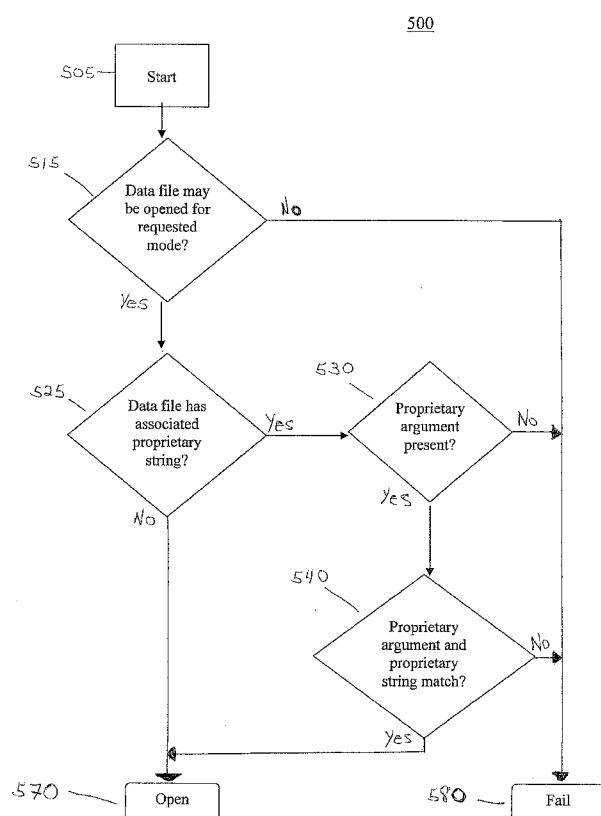 500
505
Start
515
Data file may
be opened for
requested
mode?
No
Yes
525
Data file has
associated
proprietary
string?
Yes
No
530
Proprietary
argument
present?
No
Yes
540
Proprietary
argument and
proprietary
string match?
No
Yes
570
Open
580
Fail